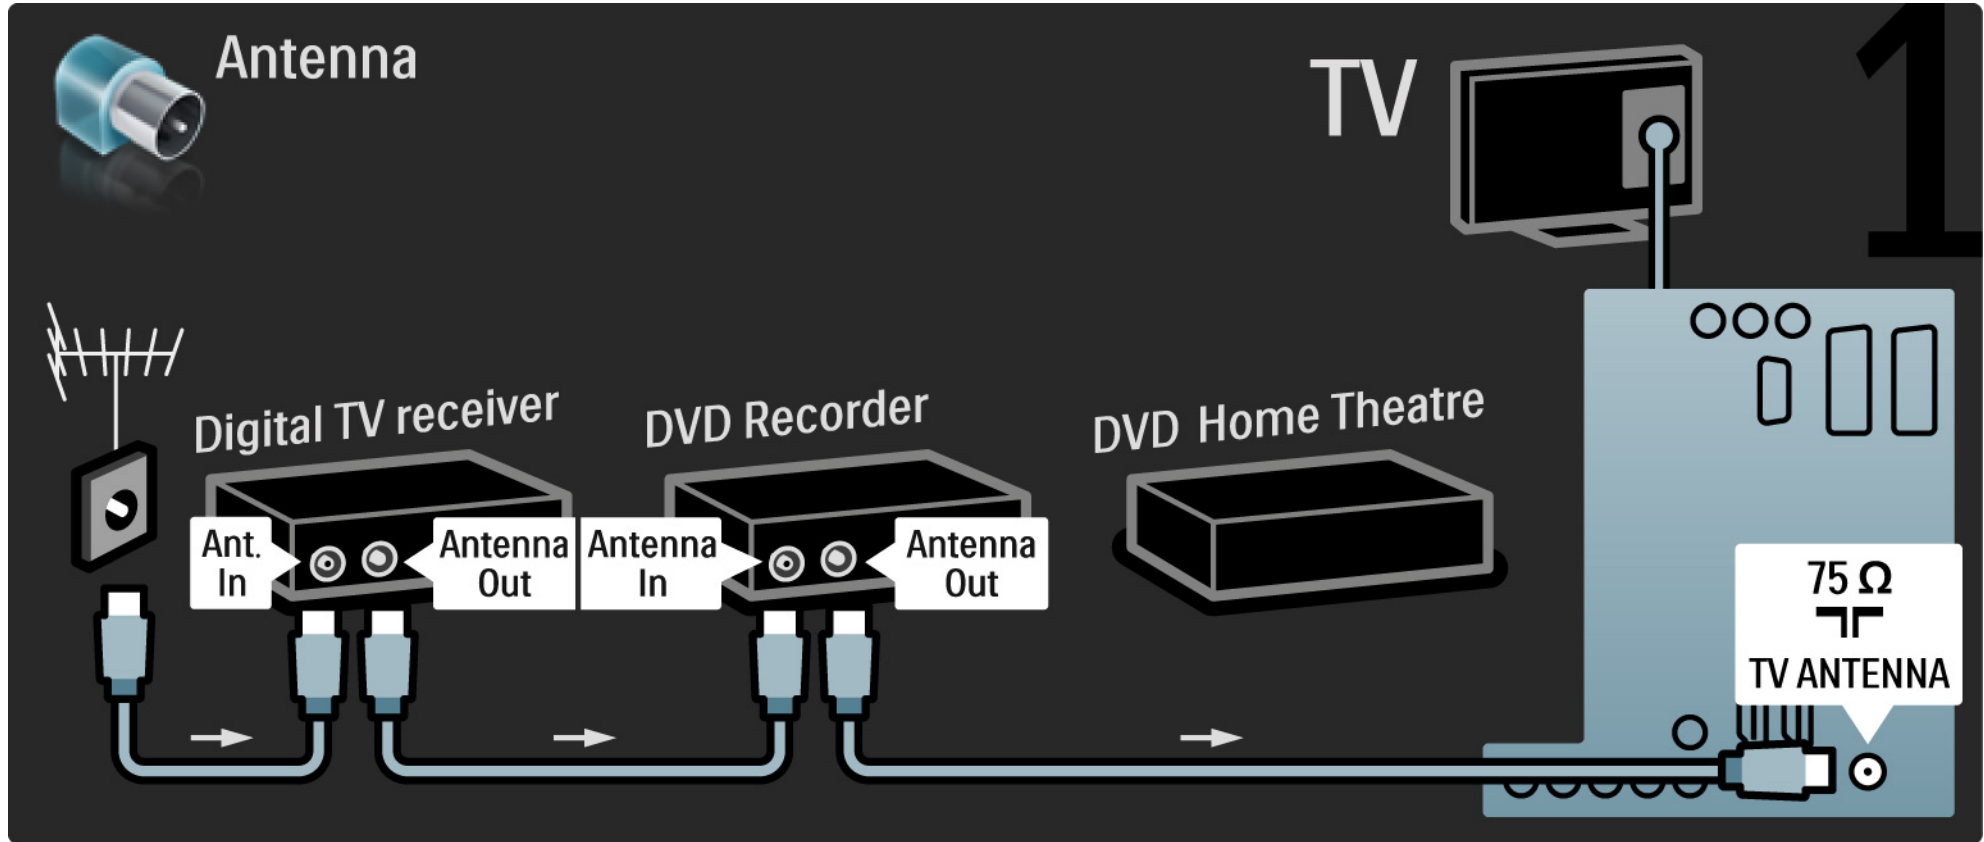 Antenna
TV
1
Digital TV receiver
DVD Recorder
DVD Home Theatre
Ant.
In
Antenna
Out
Antenna
In
Antenna
Out
75 Ω
TV ANTENNA